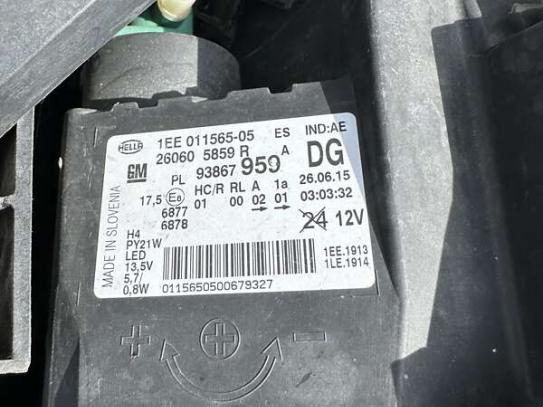 HELLA 1EE 011565-05 ES IND:AE
GM 26060 5859 R A DG
PL 93867 959 26.06.15
17,5 E8 HC/R RL A 1a 03:03:32
6877 01 00 02 01
6878 24 12V
H4
PY21W
LED
13,5V
5,7/
0,8W
1EE.1913
1LE.1914
0115650500679327
MADE IN SLOVENIA